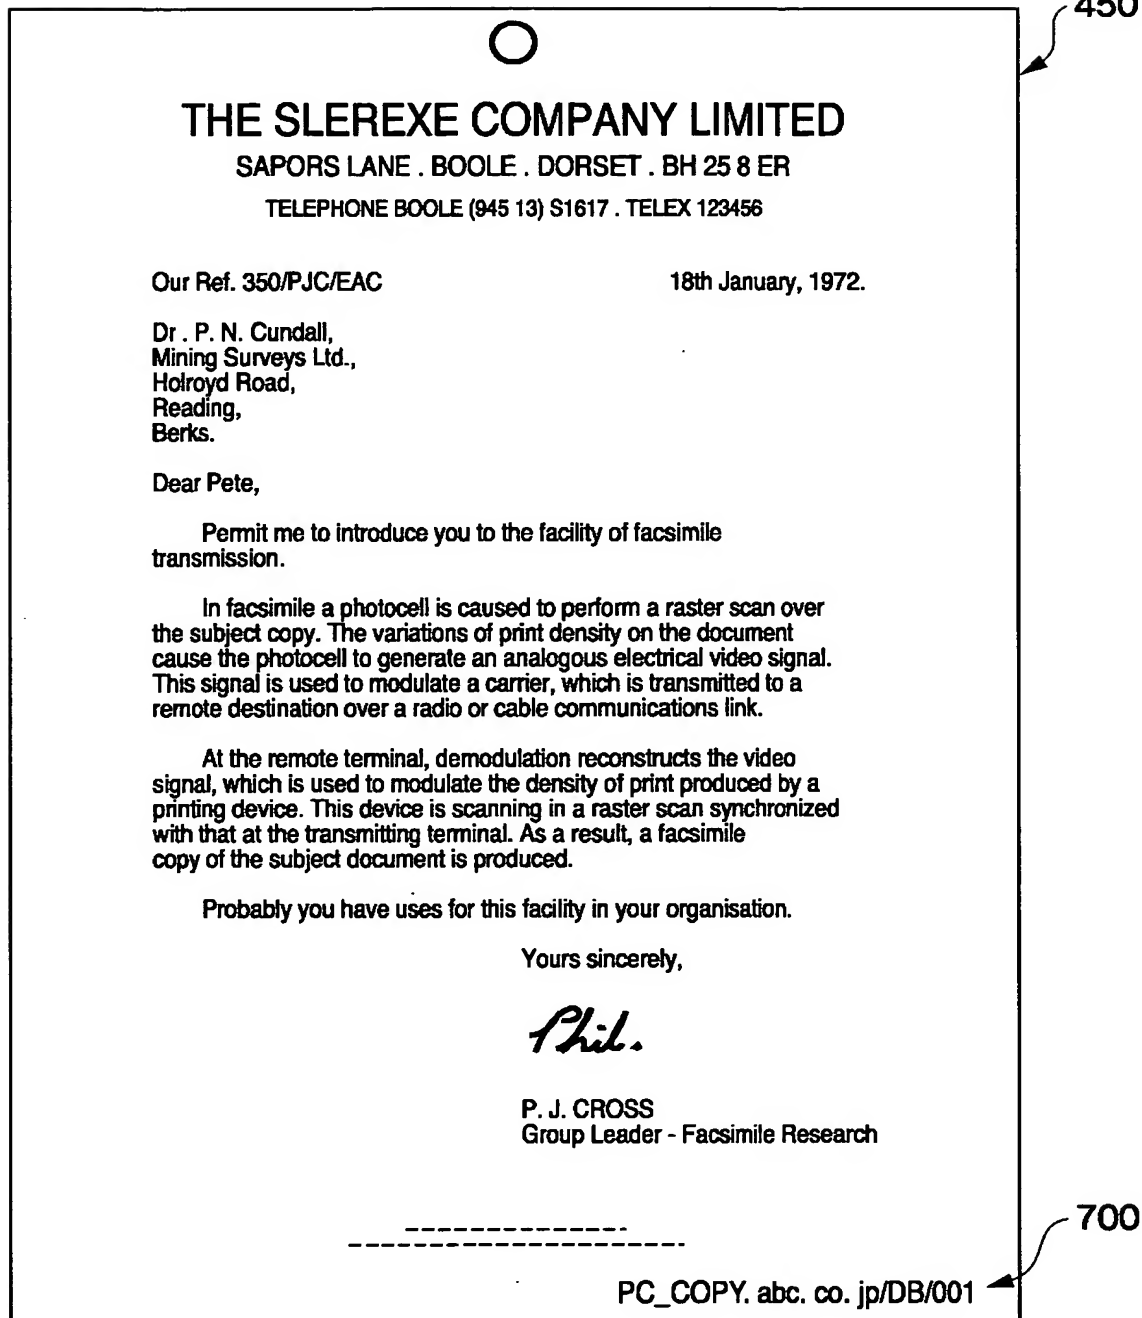 450
THE SLEREXE COMPANY LIMITED
SAPORS LANE . BOOLE . DORSET . BH 25 8 ER
TELEPHONE BOOLE (945 13) S1617 . TELEX 123456
Our Ref. 350/PJC/EAC 18th January, 1972.
Dr . P. N. Cundall,
Mining Surveys Ltd.,
Holroyd Road,
Reading,
Berks.
Dear Pete,
Permit me to introduce you to the facility of facsimile
transmission.
In facsimile a photocell is caused to perform a raster scan over
the subject copy. The variations of print density on the document
cause the photocell to generate an analogous electrical video signal.
This signal is used to modulate a carrier, which is transmitted to a
remote destination over a radio or cable communications link.
At the remote terminal, demodulation reconstructs the video
signal, which is used to modulate the density of print produced by a
printing device. This device is scanning in a raster scan synchronized
with that at the transmitting terminal. As a result, a facsimile
copy of the subject document is produced.
Probably you have uses for this facility in your organisation.
Yours sincerely,
Phil.
P. J. CROSS
Group Leader - Facsimile Research
700
PC_COPY. abc. co. jp/DB/001